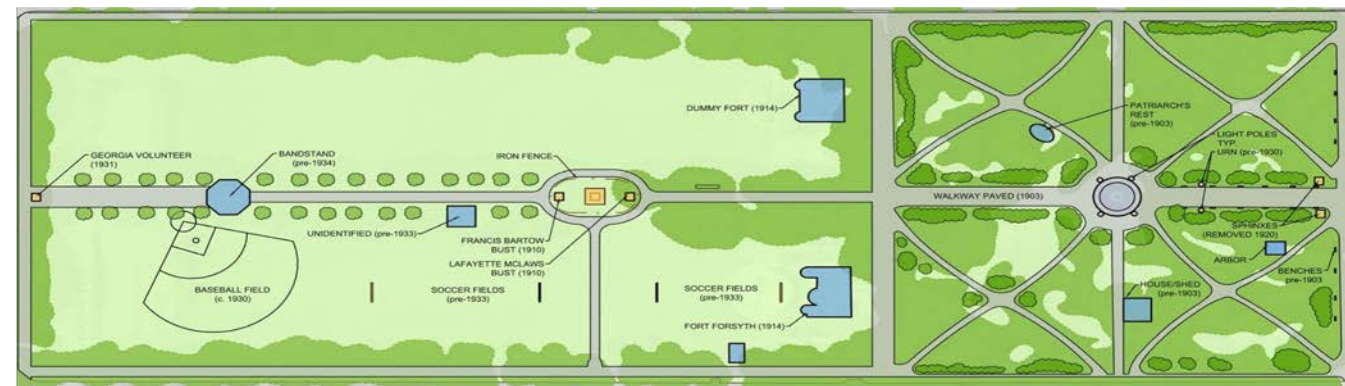 DUMMY FORT (1914)
PATRIARCH'S
REST
(pre-1903)
LIGHT POLES
TYP.
URN (pre-1930)
GEORGIA VOLUNTEER
(1931)
BANDSTAND
(pre-1934)
IRON FENCE
WALKWAY PAVED (1903)
UNIDENTIFIED (pre-1933)
FRANCIS BARTOW
BUST (1910)
LAFAYETTE MCLAWS
BUST (1910)
SPHINXES
(REMOVED 1920)
ARBOR
BENCHES
pre-1903
HOUSE/SHED
(pre-1903)
BASEBALL FIELD
(c. 1930)
SOCCER FIELDS
(pre-1933)
SOCCER FIELDS
(pre-1933)
FORT FORSYTH (1914)